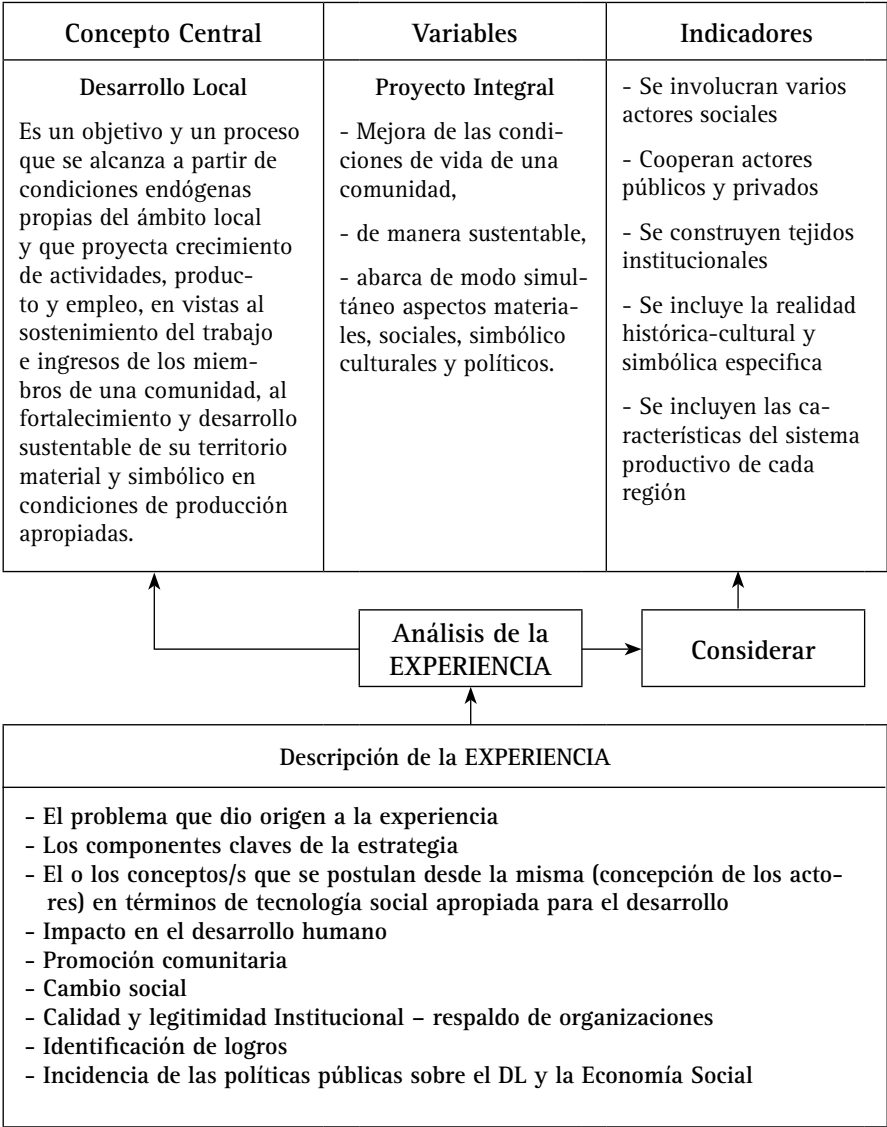 Concepto Central
Variables
Indicadores
Desarrollo Local
Es un objetivo y un proceso
que se alcanza a partir de
condiciones endógenas
propias del ámbito local
y que proyecta crecimiento
de actividades, produc-
to y empleo, en vistas al
sostenimiento del trabajo
e ingresos de los miem-
bros de una comunidad, al
fortalecimiento y desarrollo
sustentable de su territorio
material y simbólico en
condiciones de producción
apropiadas.
Proyecto Integral
- Mejora de las condi-
ciones de vida de una
comunidad,
- de manera sustentable,
- abarca de modo simul-
táneo aspectos materia-
les, sociales, simbólico
culturales y políticos.
- Se involucran varios
actores sociales
- Cooperan actores
públicos y privados
- Se construyen tejidos
institucionales
- Se incluye la realidad
histórica-cultural y
simbólica especifica
- Se incluyen las ca-
racterísticas del sistema
productivo de cada
región
Análisis de la
EXPERIENCIA
Considerar
Descripción de la EXPERIENCIA
- El problema que dio origen a la experiencia
- Los componentes claves de la estrategia
- El o los conceptos/s que se postulan desde la misma (concepción de los acto-
res) en términos de tecnología social apropiada para el desarrollo
- Impacto en el desarrollo humano
- Promoción comunitaria
- Cambio social
- Calidad y legitimidad Institucional – respaldo de organizaciones
- Identificación de logros
- Incidencia de las políticas públicas sobre el DL y la Economía Social